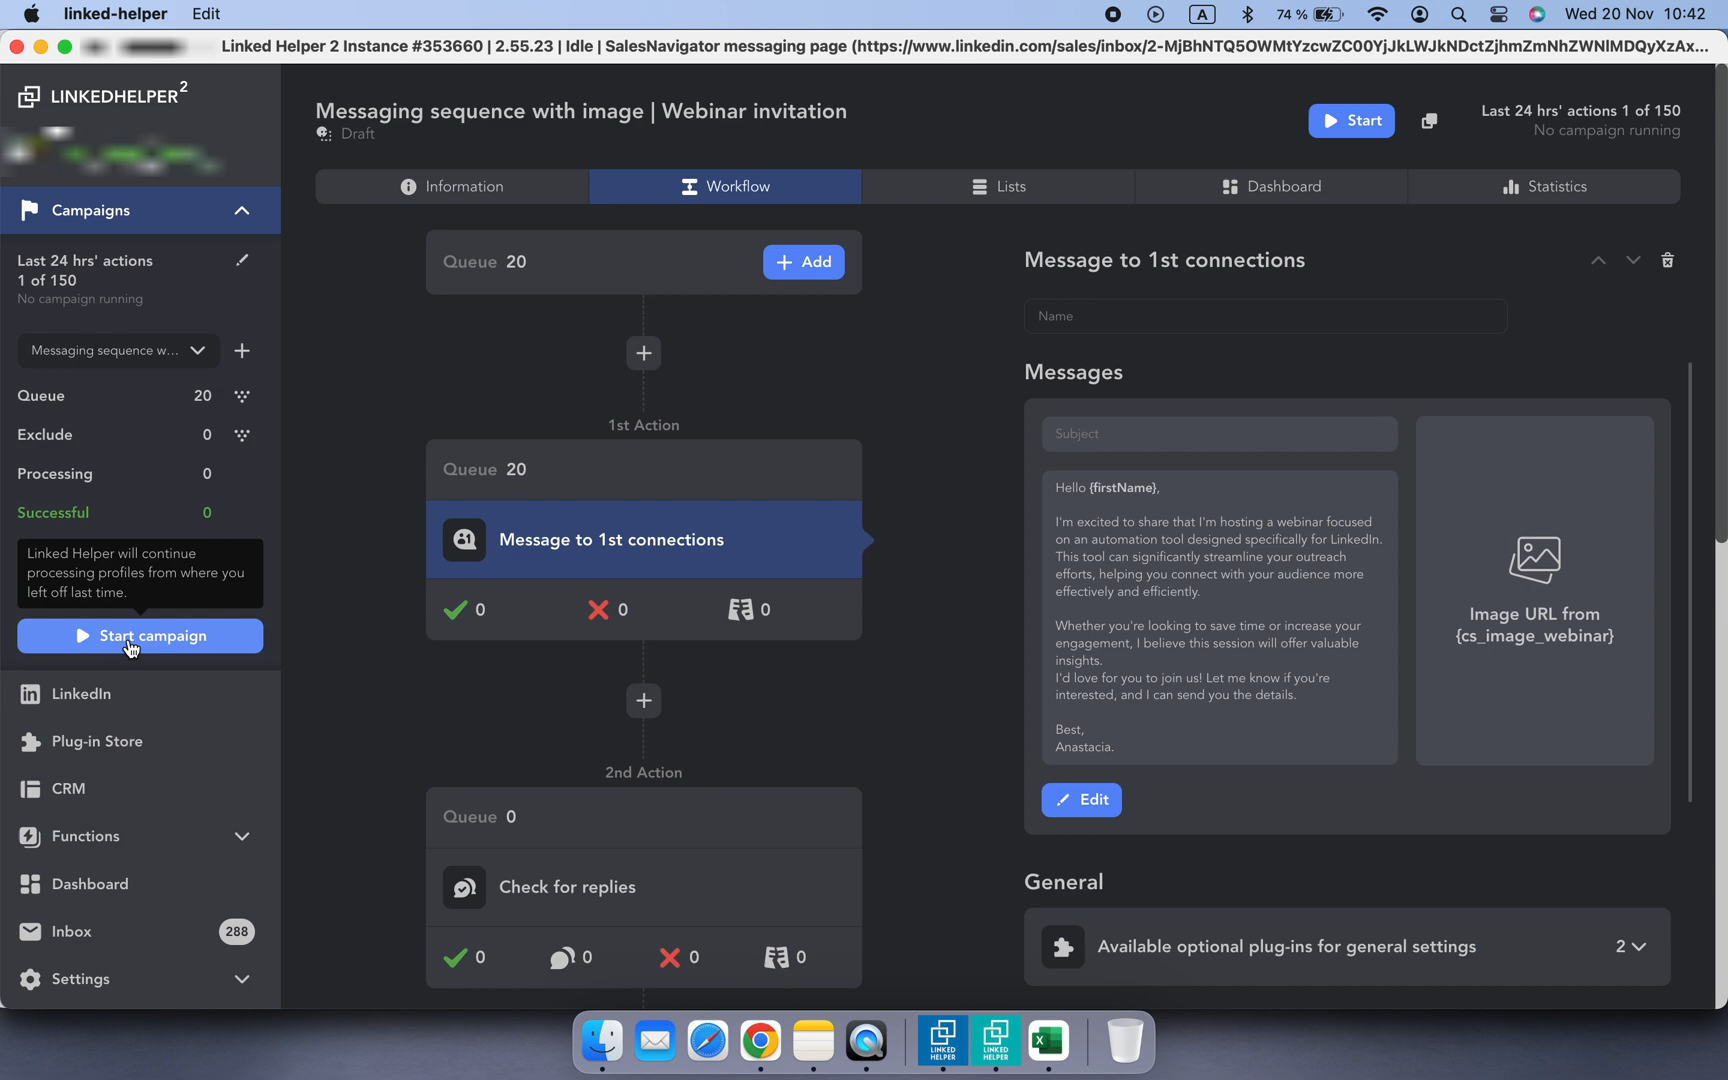 linked-helper Edit A 74 % Wed 20 Nov 10:42
Linked Helper 2 Instance #353660 | 2.55.23 | Idle | SalesNavigator messaging page (https://www.linkedin.com/sales/inbox/2-MjBhNTQ5OWMtYzcwZC00YjJkLWJkNDctZjhmZmNhZWNlMDQyXzAx...
LINKEDHELPER2
Campaigns
Last 24 hrs' actions
1 of 150
No campaign running
Messaging sequence w...
Queue 20
Exclude 0
Processing 0
Successful 0
Linked Helper will continue
processing profiles from where you
left off last time.
Start campaign
LinkedIn
Plug-in Store
CRM
Functions
Dashboard
Inbox 288
Settings
Messaging sequence with image | Webinar invitation
Draft
Start
Last 24 hrs' actions 1 of 150
No campaign running
Information Workflow Lists Dashboard Statistics
Queue 20 + Add
1st Action
Queue 20
Message to 1st connections
0 0 0
2nd Action
Queue 0
Check for replies
0 0 0 0
Message to 1st connections
Name
Messages
Subject
Hello {firstName},
I'm excited to share that I'm hosting a webinar focused
on an automation tool designed specifically for LinkedIn.
This tool can significantly streamline your outreach
efforts, helping you connect with your audience more
effectively and efficiently.
Whether you're looking to save time or increase your
engagement, I believe this session will offer valuable
insights.
I'd love for you to join us! Let me know if you're
interested, and I can send you the details.
Best,
Anastacia.
Image URL from
{cs_image_webinar}
Edit
General
Available optional plug-ins for general settings 2
LINKED
HELPER
LINKED
HELPER